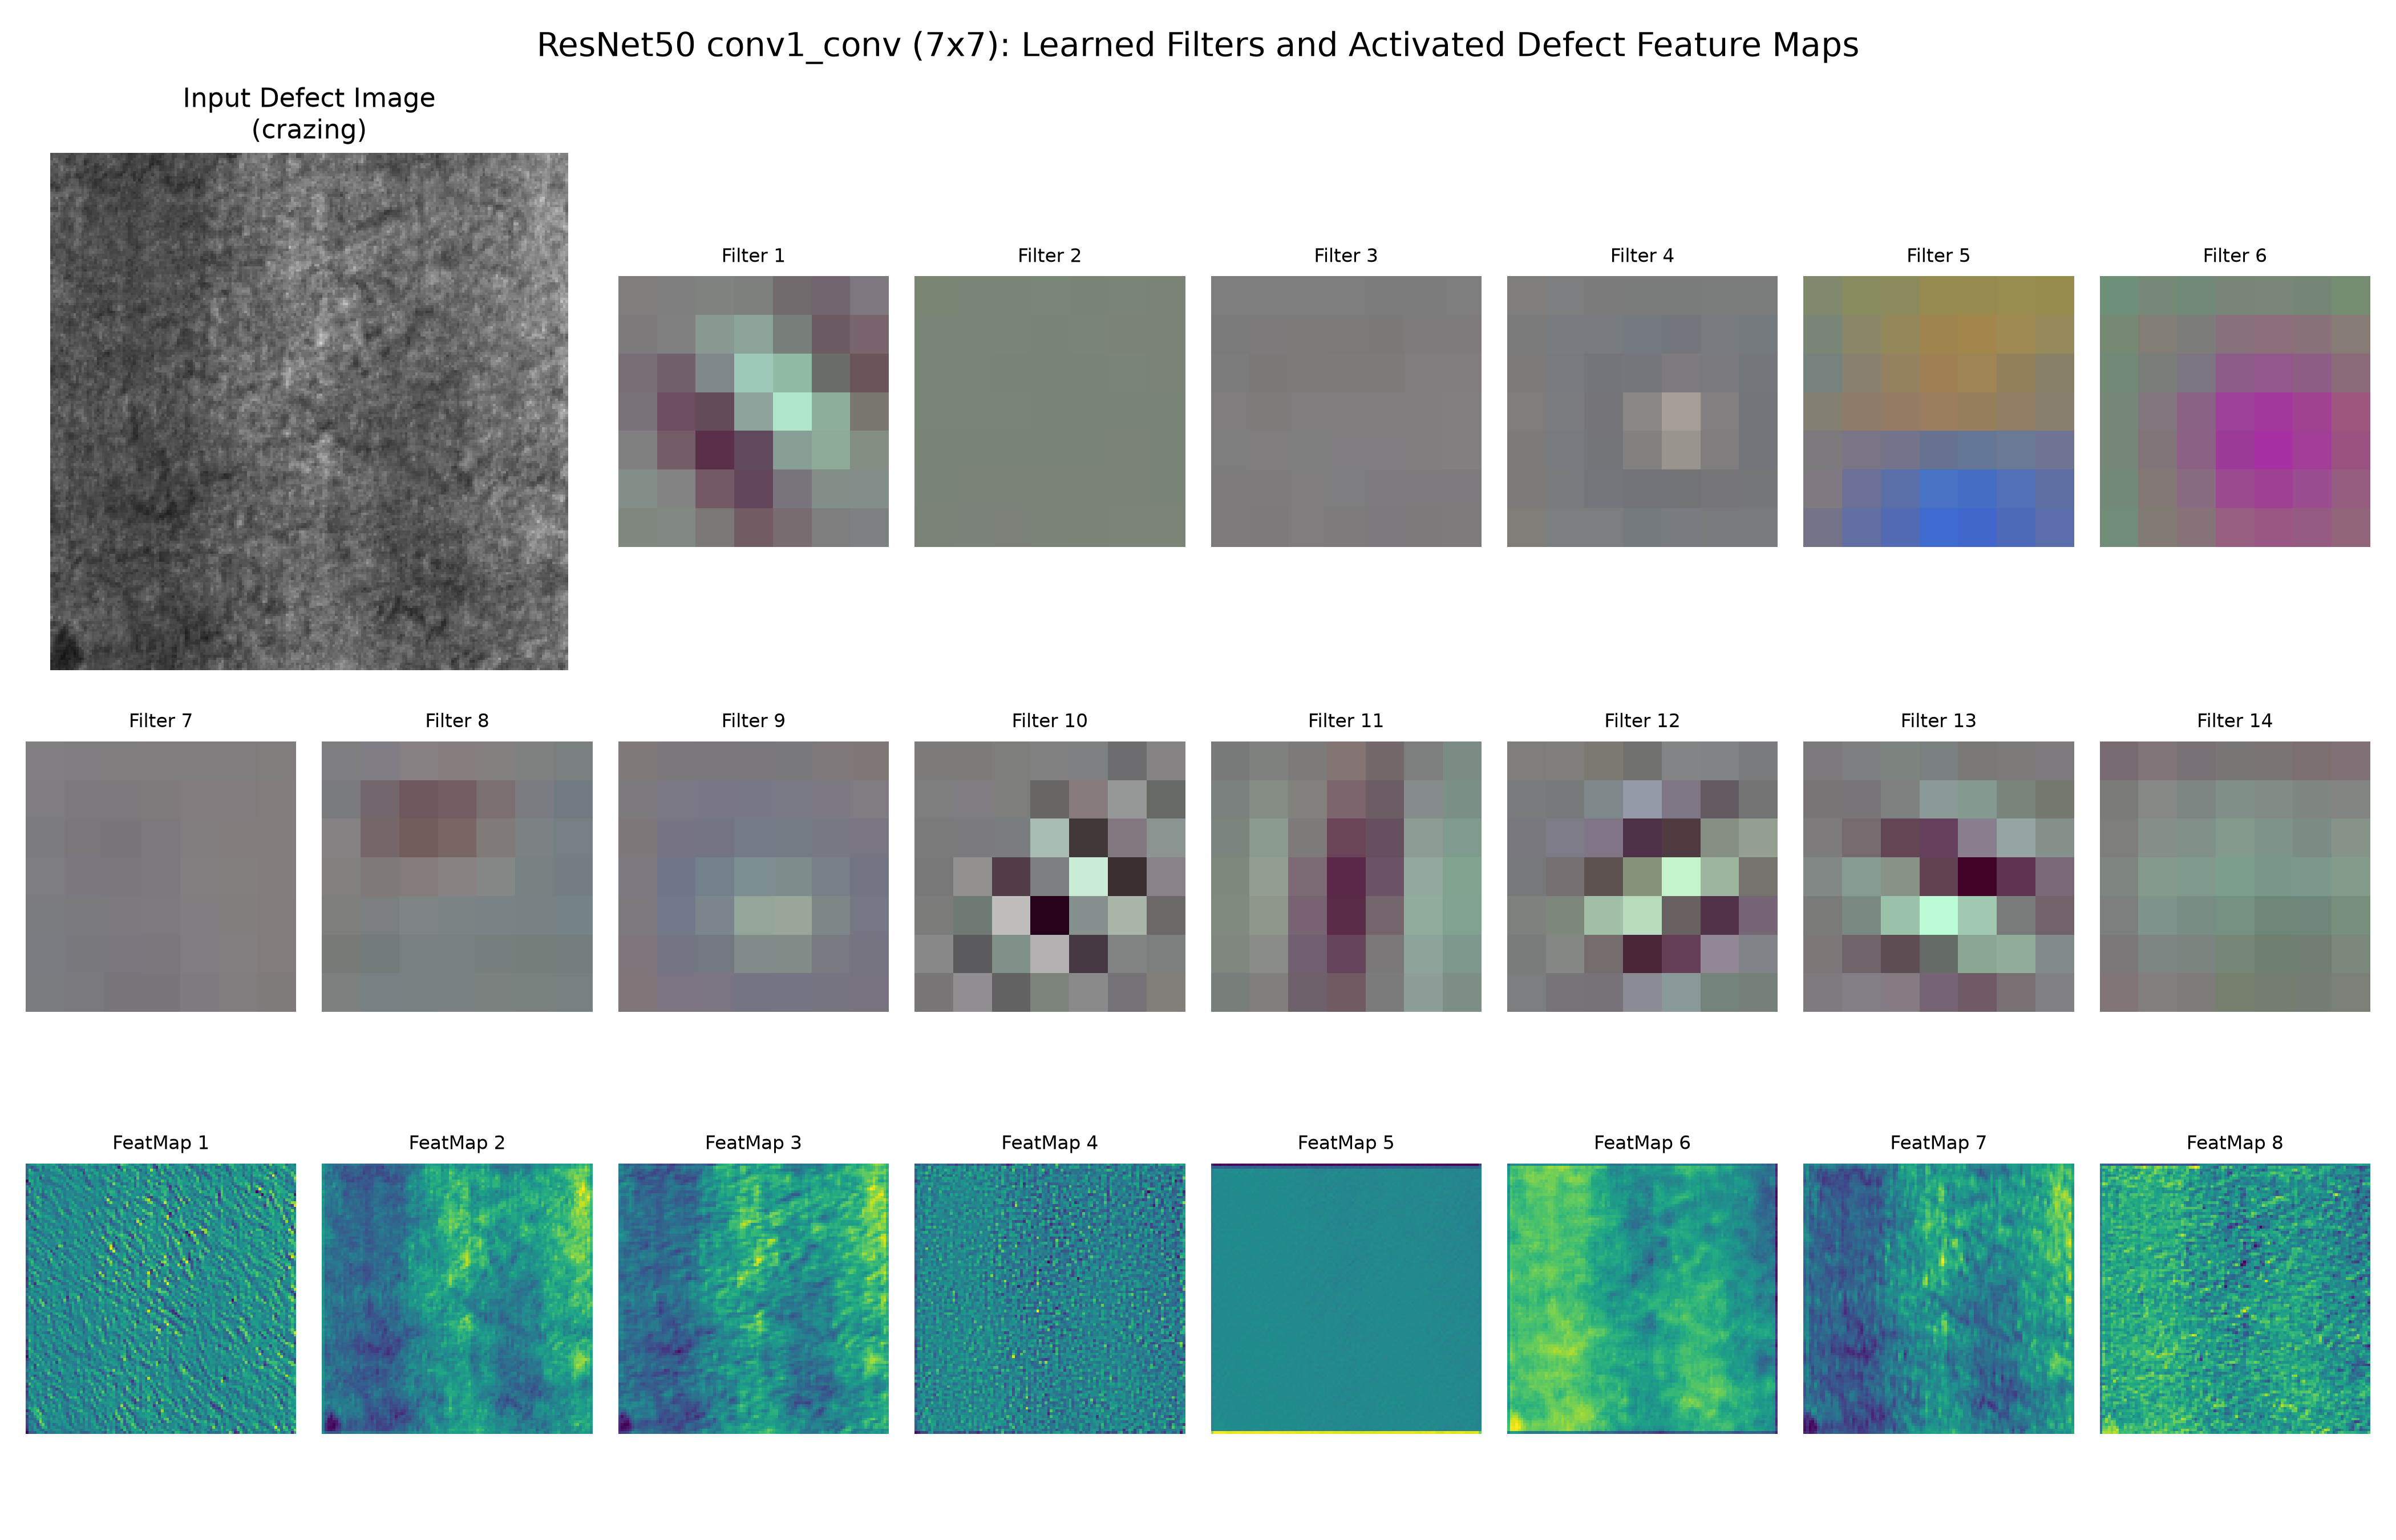 ResNet50 conv1_conv (7x7): Learned Filters and Activated Defect Feature Maps
Input Defect Image
(crazing)
Filter 1
Filter 2
Filter 3
Filter 4
Filter 5
Filter 6
Filter 7
Filter 8
Filter 9
Filter 10
Filter 11
Filter 12
Filter 13
Filter 14
FeatMap 1
FeatMap 2
FeatMap 3
FeatMap 4
FeatMap 5
FeatMap 6
FeatMap 7
FeatMap 8